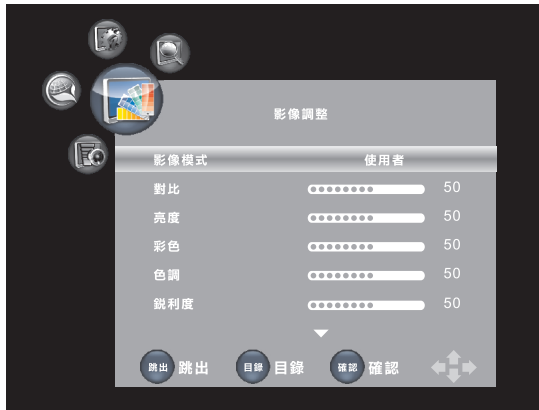 影像調整
影像模式 使用者
對比 50
亮度 50
彩色 50
色調 50
銳利度 50
跳出 跳出 目錄 目錄 確認 確認